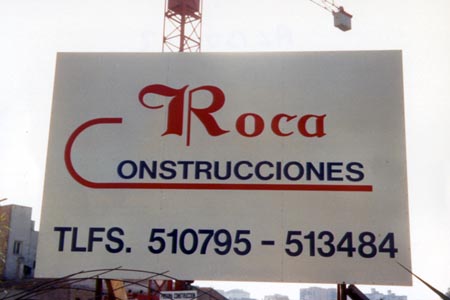 Roca
CONSTRUCCIONES
TLFS. 510795 - 513484